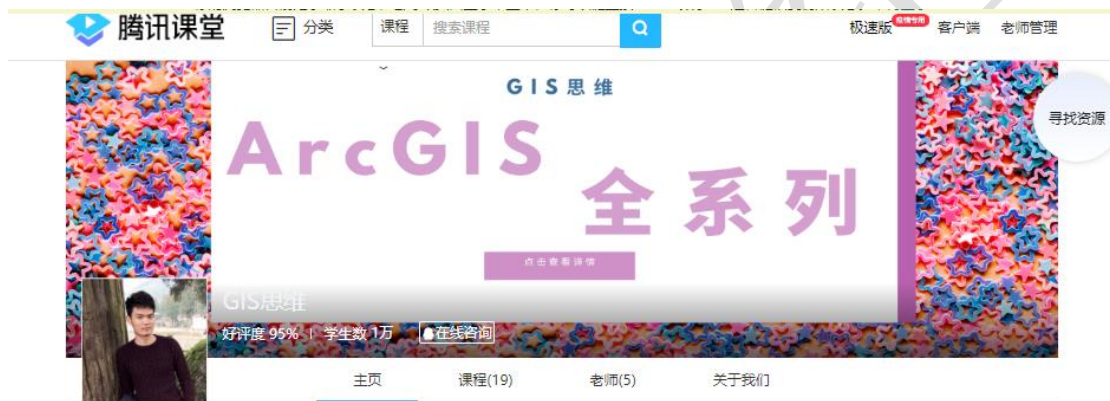 腾讯课堂 分类 课程 搜索课程 极速版 疫情专用 客户端 老师管理
GIS思维
寻找资源
ArcGIS
全系列
点击查看详情
GIS思维
好评度 95% | 学生数 1万 在线咨询
主页 课程(19) 老师(5) 关于我们